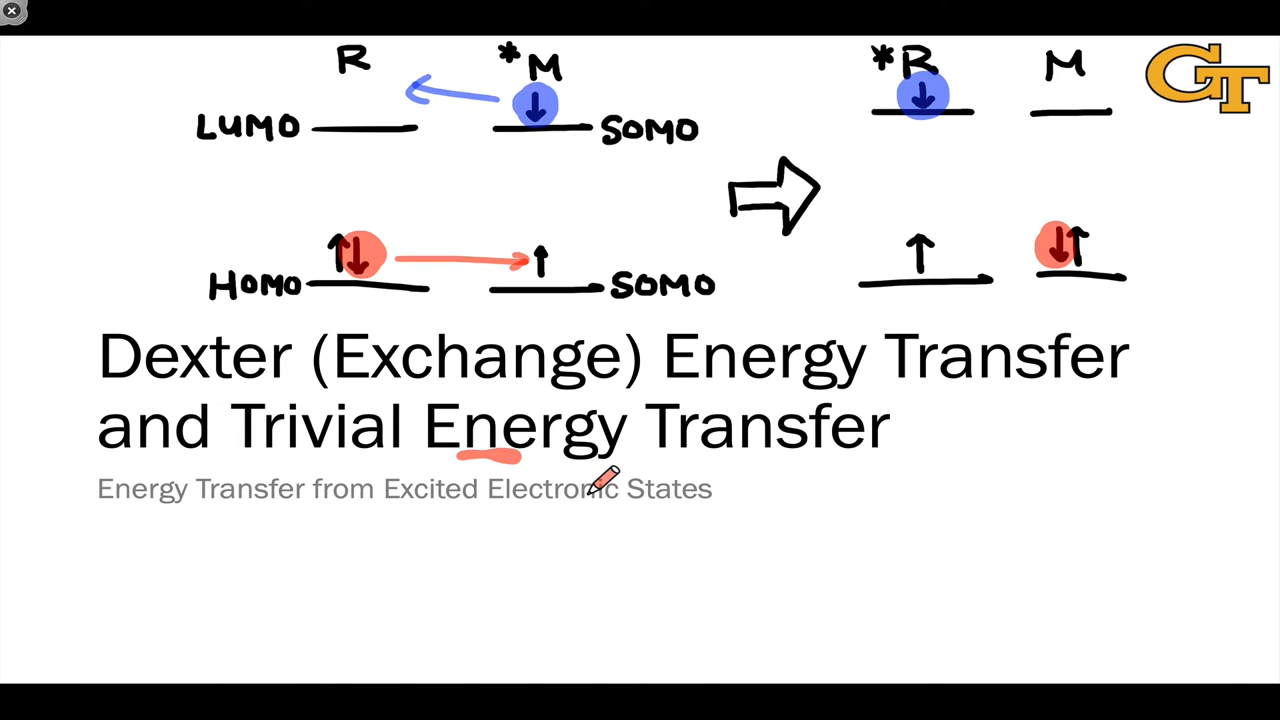 R *M *R M GT
LUMO SOMO
↑↓ ↑ ↑ ↓↑
HOMO SOMO
Dexter (Exchange) Energy Transfer
and Trivial Energy Transfer
Energy Transfer from Excited Electronic States